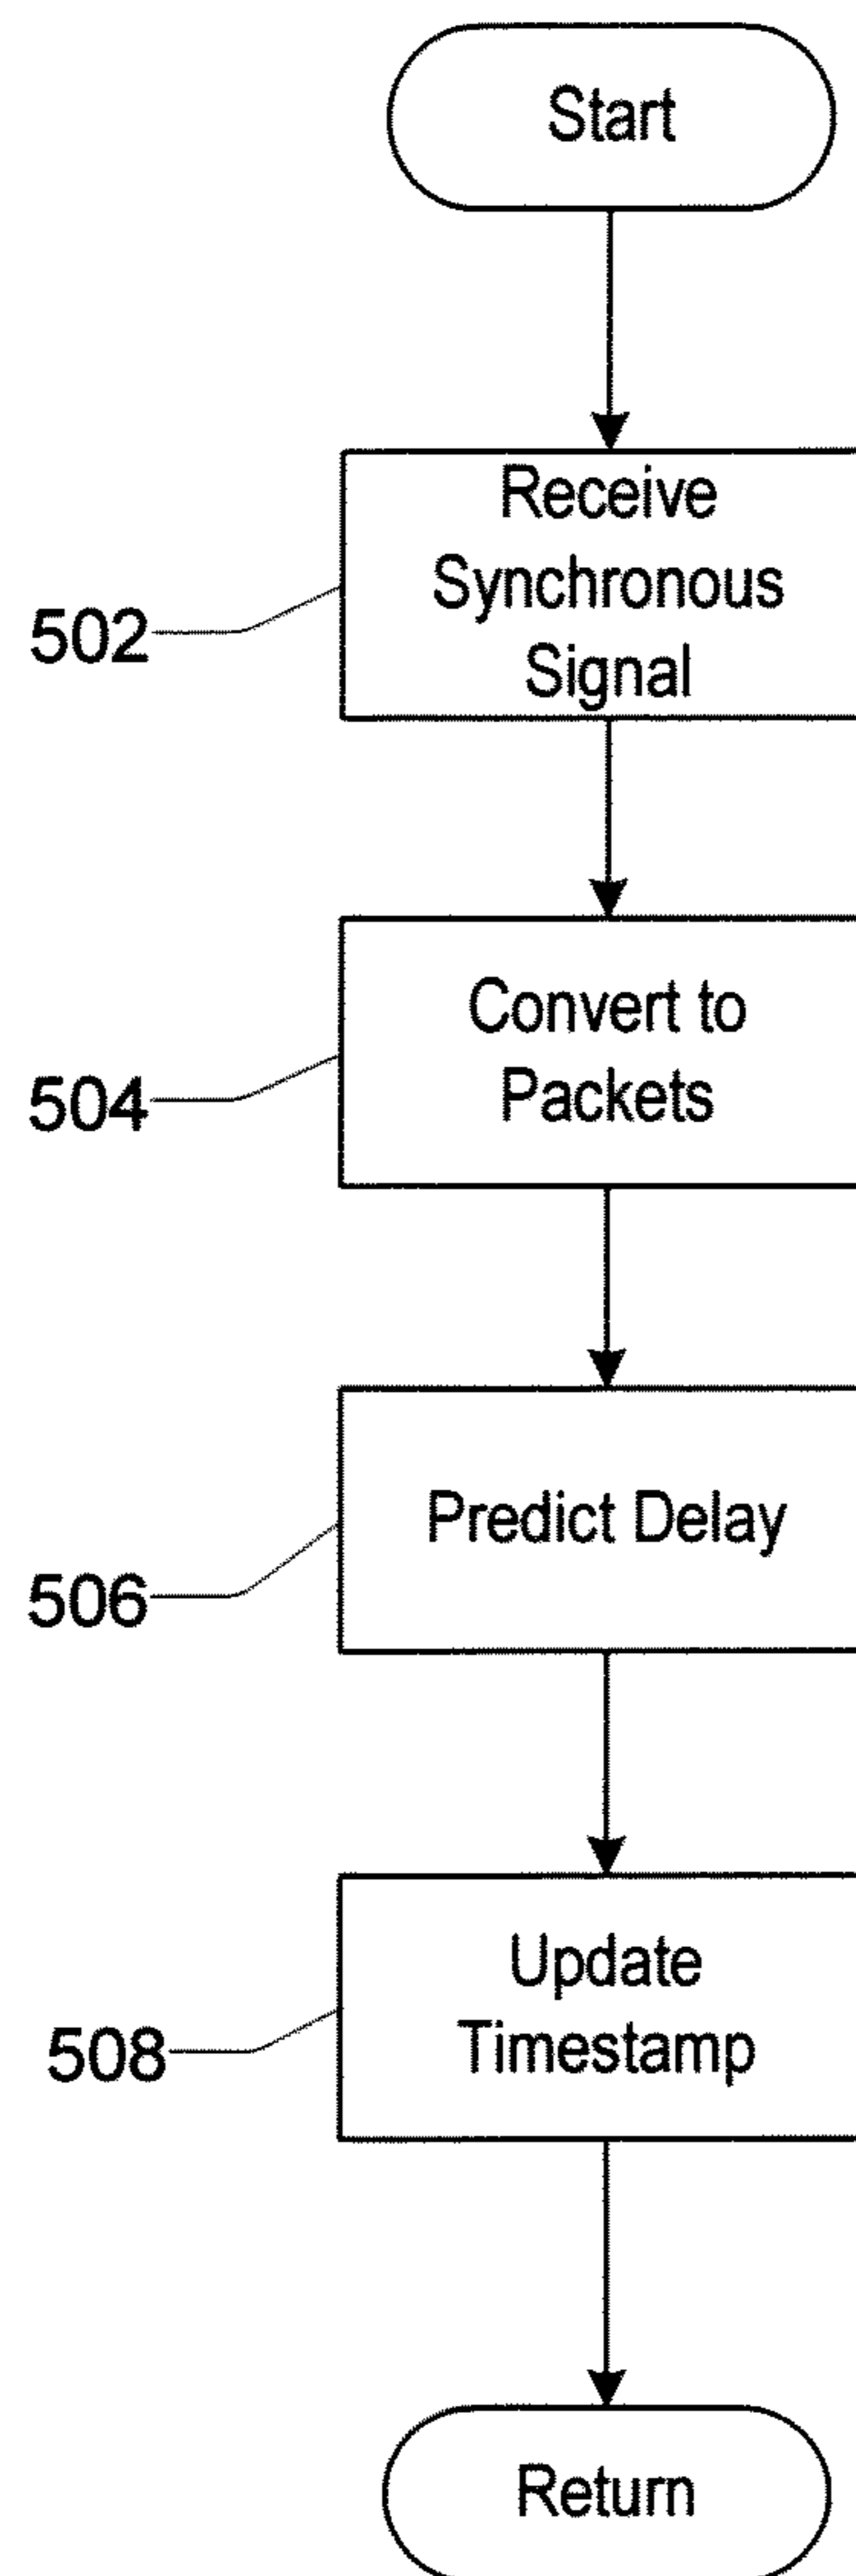 Start
Receive
Synchronous
Signal
502
Convert to
Packets
504
Predict Delay
506
Update
Timestamp
508
Return